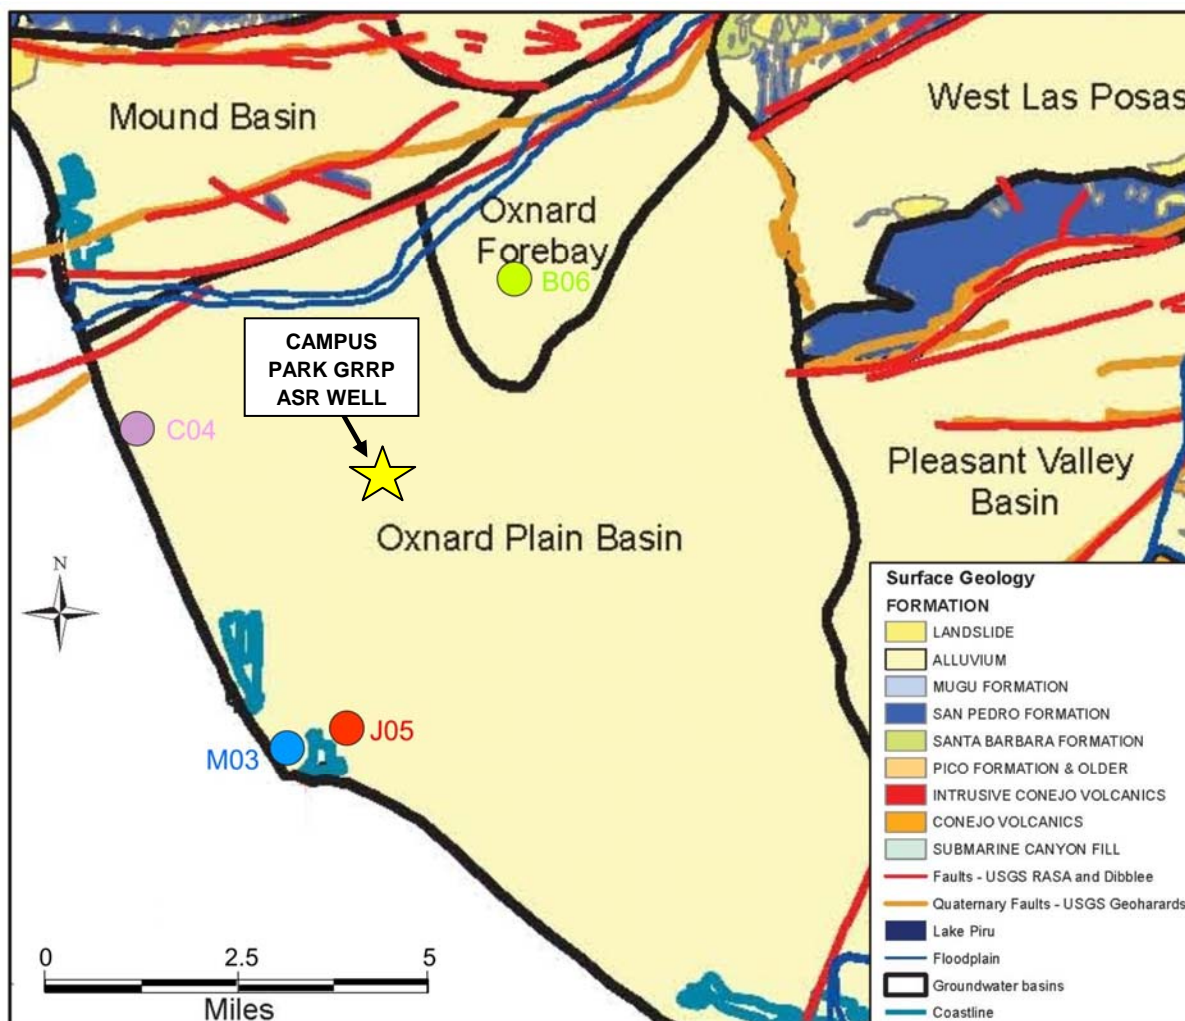 Mound Basin
West Las Posas
Oxnard
Forebay
B06
CAMPUS
PARK GRRP
ASR WELL
C04
Pleasant Valley
Basin
Oxnard Plain Basin
N
J05
M03
0 2.5 5
Miles
Surface Geology
FORMATION
LANDSLIDE
ALLUVIUM
MUGU FORMATION
SAN PEDRO FORMATION
SANTA BARBARA FORMATION
PICO FORMATION & OLDER
INTRUSIVE CONEJO VOLCANICS
CONEJO VOLCANICS
SUBMARINE CANYON FILL
Faults - USGS RASA and Dibblee
Quaternary Faults - USGS Geoharards
Lake Piru
Floodplain
Groundwater basins
Coastline